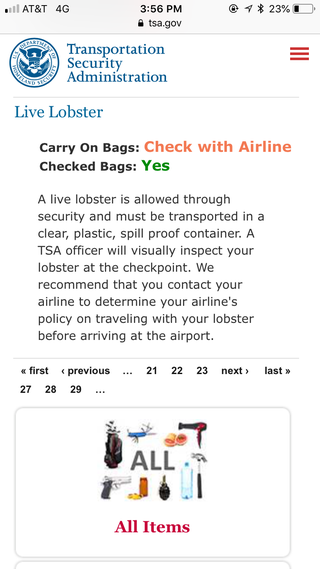 AT&T 4G 3:56 PM 23%
tsa.gov
Transportation
Security
Administration
Live Lobster
Carry On Bags: Check with Airline
Checked Bags: Yes
A live lobster is allowed through
security and must be transported in a
clear, plastic, spill proof container. A
TSA officer will visually inspect your
lobster at the checkpoint. We
recommend that you contact your
airline to determine your airline's
policy on traveling with your lobster
before arriving at the airport.
« first ‹ previous ... 21 22 23 next › last »
27 28 29 ...
ALL
All Items